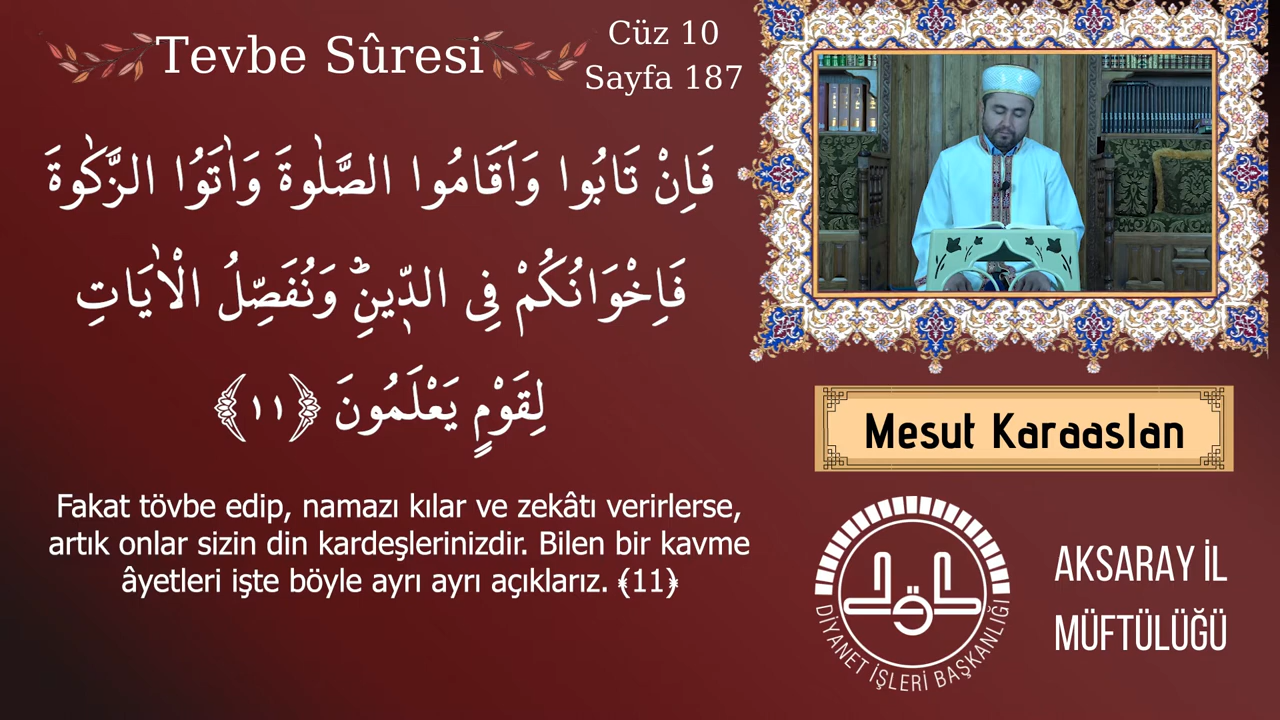 Tevbe Sûresi
Cüz 10
Sayfa 187
فَاِنْ تَابُوا وَاَقَامُوا الصَّلٰوةَ وَاٰتَوُا الزَّكٰوةَ
فَاِخْوَانُكُمْ فِي الدّ۪ينِۜ وَنُفَصِّلُ الْاٰيَاتِ
لِقَوْمٍ يَعْلَمُونَ ﴿١١﴾
Fakat tövbe edip, namazı kılar ve zekâtı verirlerse,
artık onlar sizin din kardeşlerinizdir. Bilen bir kavme
âyetleri işte böyle ayrı ayrı açıklarız. ﴾11﴿
Mesut Karaaslan
DİYANET İŞLERİ BAŞKANLIĞI
AKSARAY İL
MÜFTÜLÜĞÜ